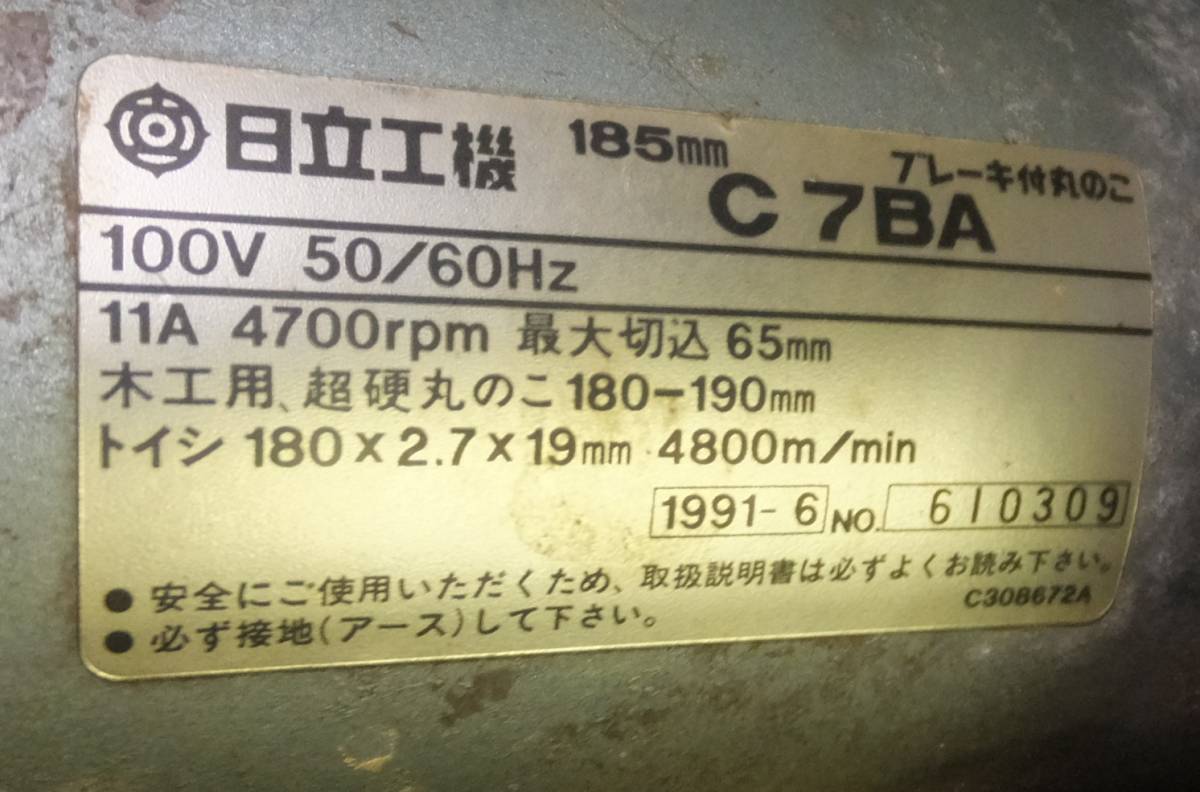 日立工機 185mm ブレーキ付丸のこ
C7BA
100V 50/60Hz
11A 4700rpm 最大切込 65mm
木工用、超硬丸のこ 180-190mm
トイシ 180×2.7×19mm 4800m/min
1991-6 NO. 610309
● 安全にご使用いただくため、取扱説明書は必ずよくお読み下さい。
● 必ず接地(アース)して下さい。 C308672A